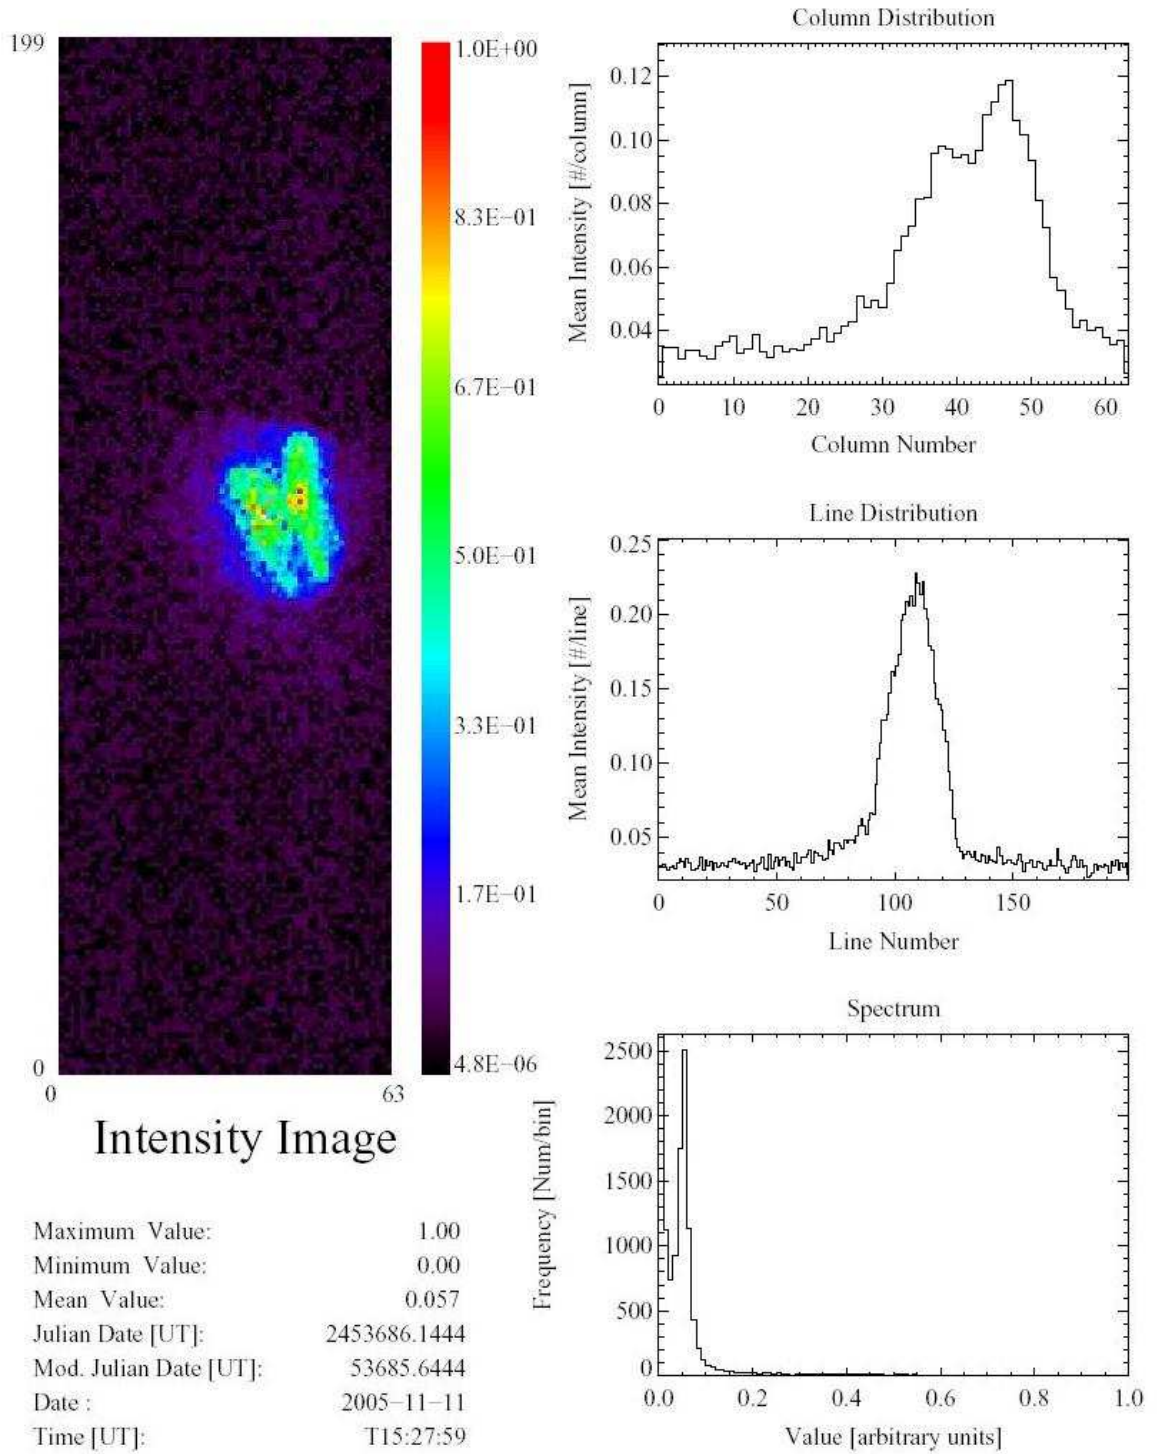 199
1.0E+00
8.3E−01
6.7E−01
5.0E−01
3.3E−01
1.7E−01
4.8E−06
0
0
63
Intensity Image
Maximum Value: 1.00
Minimum Value: 0.00
Mean Value: 0.057
Julian Date [UT]: 2453686.1444
Mod. Julian Date [UT]: 53685.6444
Date : 2005−11−11
Time [UT]: T15:27:59
Column Distribution
Mean Intensity [#/column]
0.12
0.10
0.08
0.06
0.04
0 10 20 30 40 50 60
Column Number
Line Distribution
Mean Intensity [#/line]
0.25
0.20
0.15
0.10
0.05
0 50 100 150
Line Number
Spectrum
Frequency [Num/bin]
2500
2000
1500
1000
500
0
0.0 0.2 0.4 0.6 0.8 1.0
Value [arbitrary units]